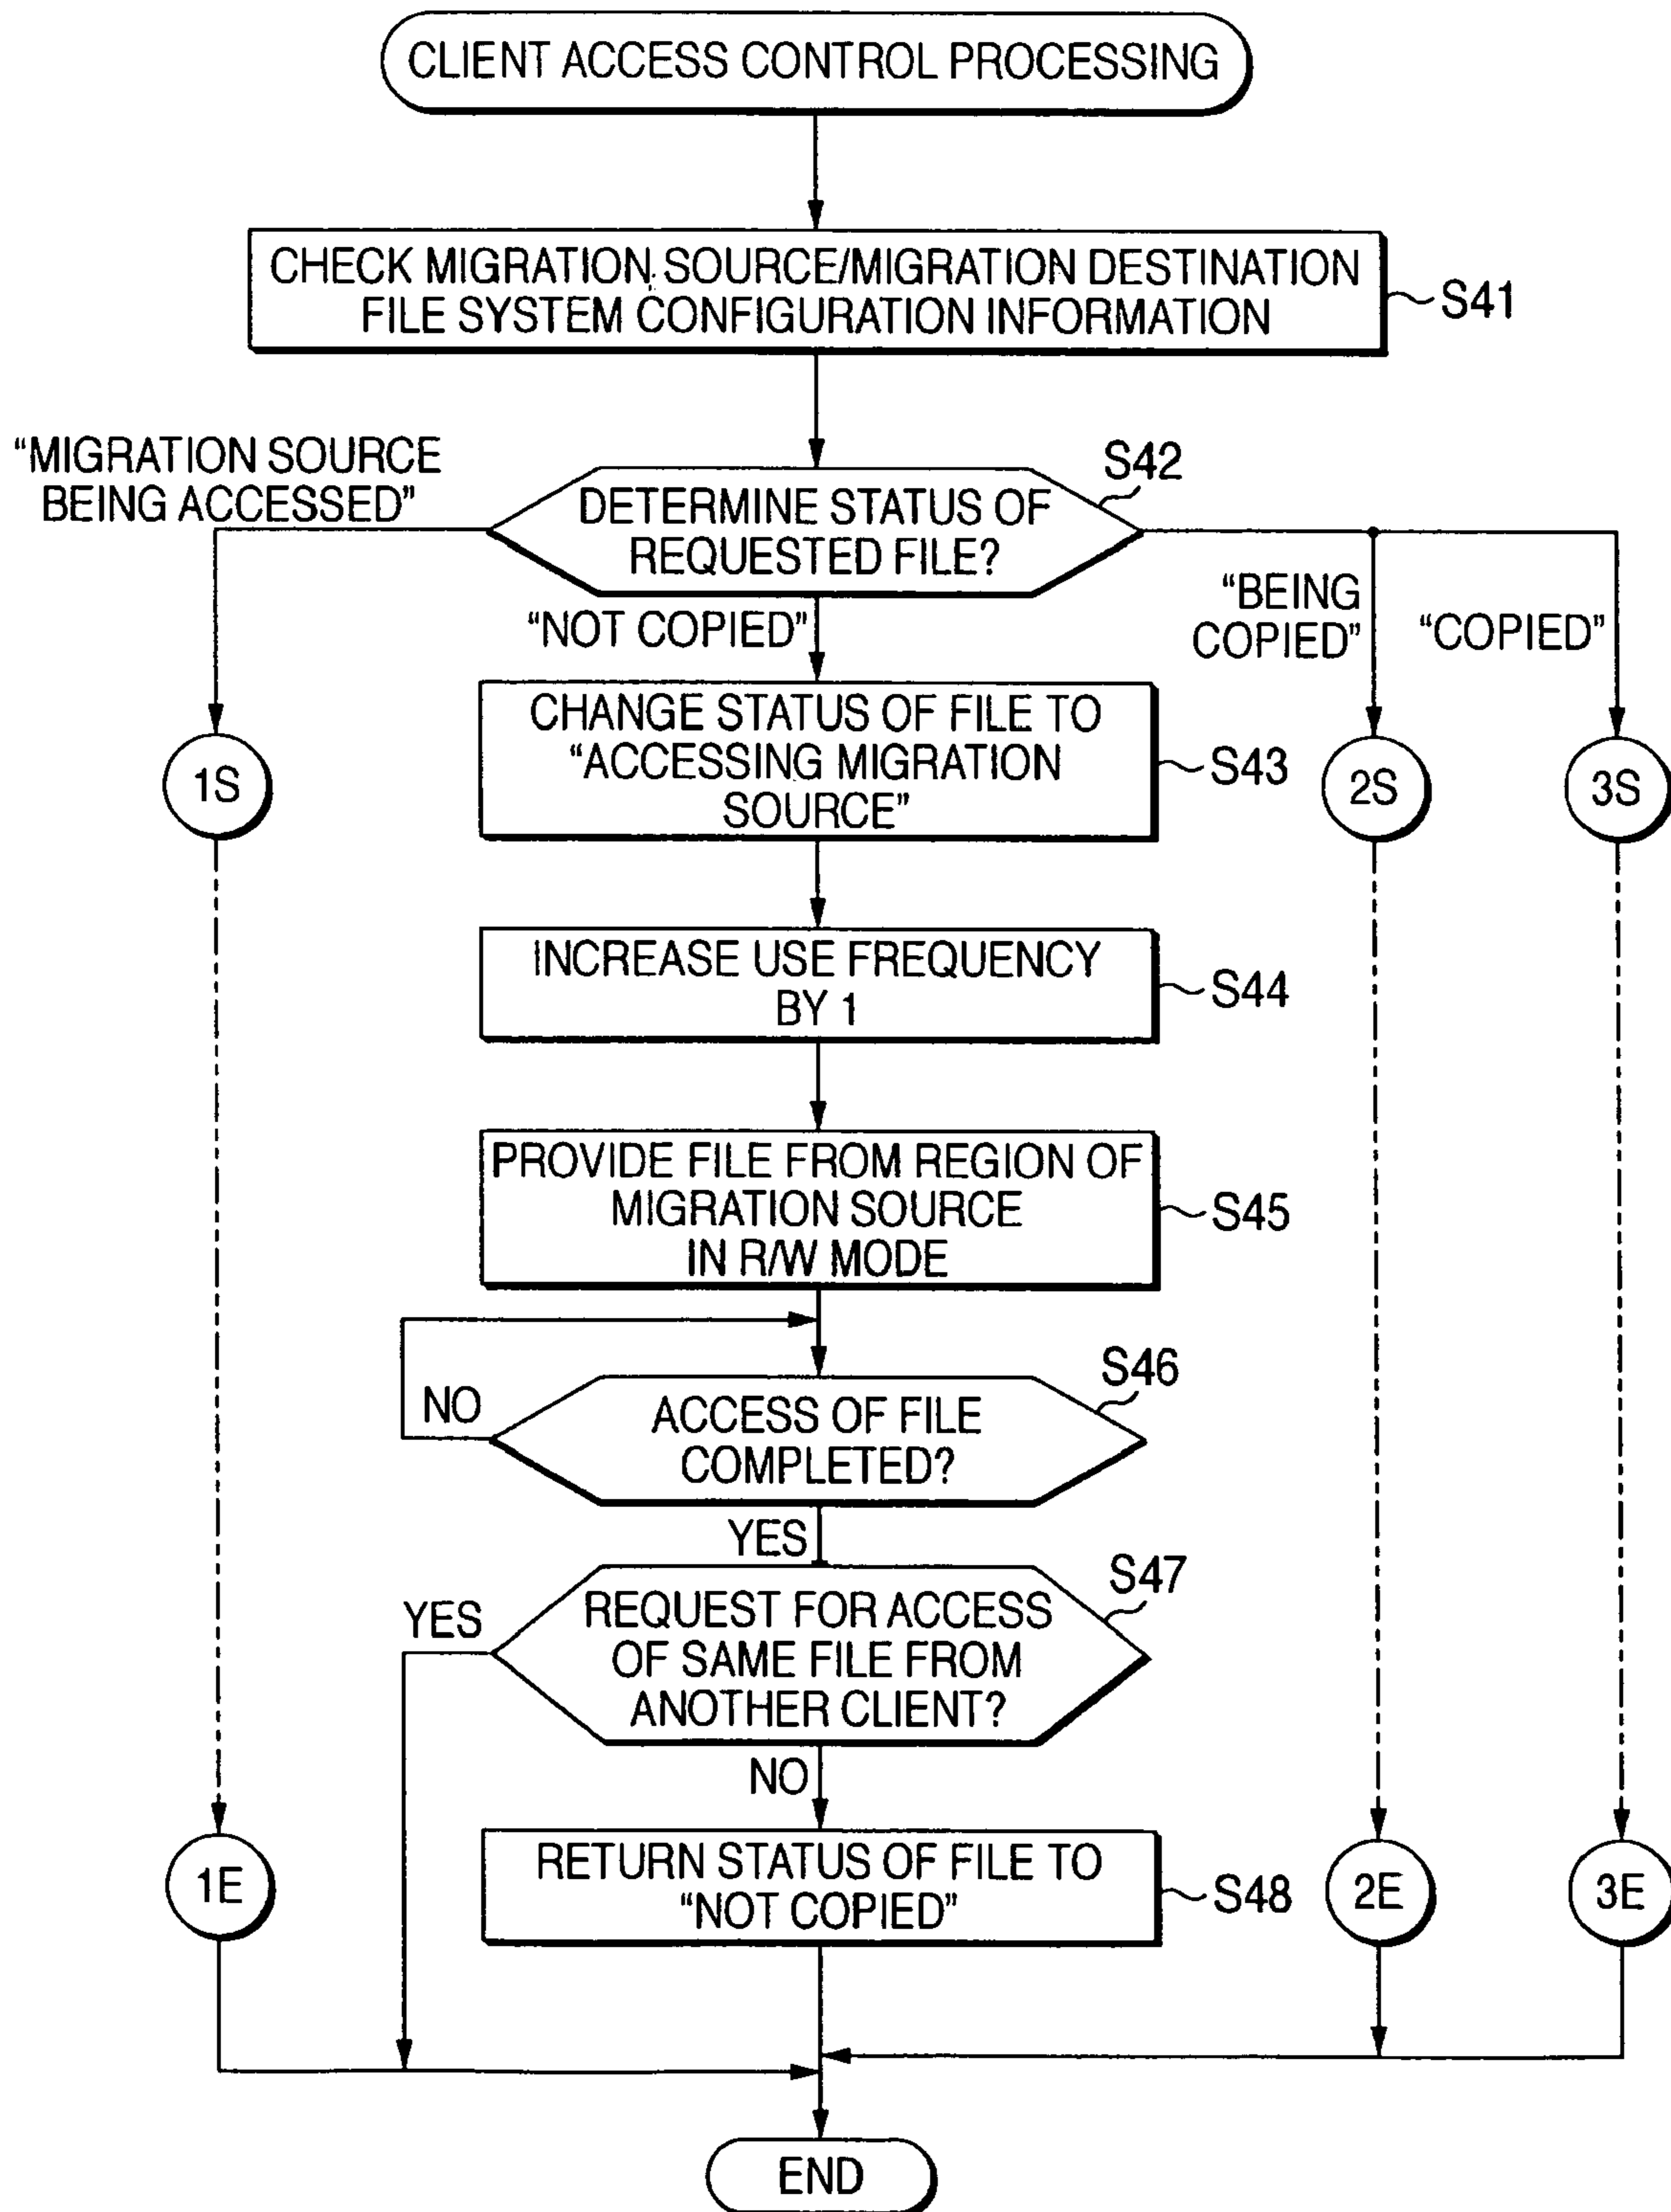 CLIENT ACCESS CONTROL PROCESSING
CHECK MIGRATION SOURCE/MIGRATION DESTINATION
FILE SYSTEM CONFIGURATION INFORMATION
S41
"MIGRATION SOURCE
BEING ACCESSED"
S42
DETERMINE STATUS OF
REQUESTED FILE?
"NOT COPIED"
"BEING
COPIED"
"COPIED"
1S
CHANGE STATUS OF FILE TO
"ACCESSING MIGRATION
SOURCE"
S43
2S
3S
INCREASE USE FREQUENCY
BY 1
S44
PROVIDE FILE FROM REGION OF
MIGRATION SOURCE
IN R/W MODE
S45
NO
ACCESS OF FILE
COMPLETED?
S46
YES
S47
YES
REQUEST FOR ACCESS
OF SAME FILE FROM
ANOTHER CLIENT?
NO
1E
RETURN STATUS OF FILE TO
"NOT COPIED"
S48
2E
3E
END